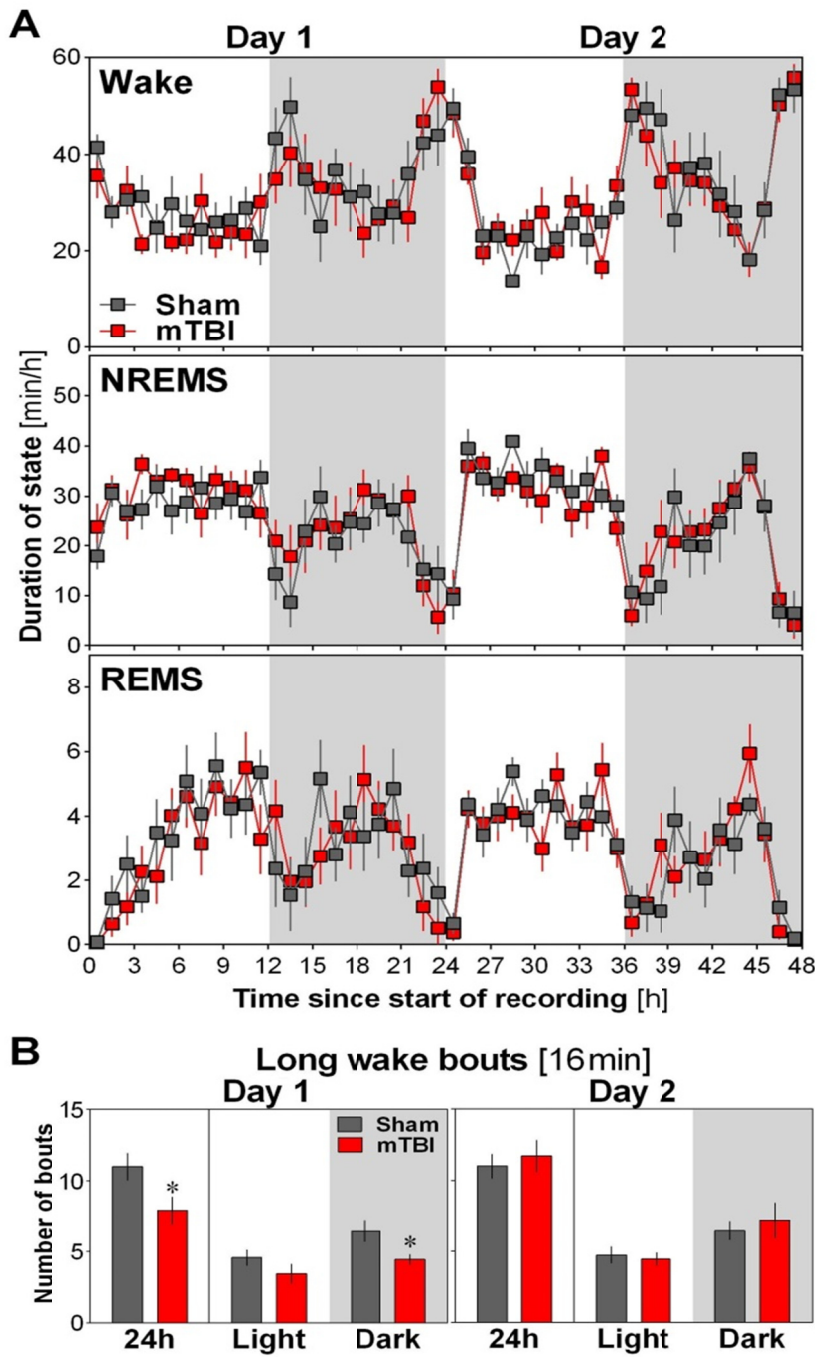 A
Day 1 Day 2
60
Wake
40
20
Sham
mTBI
0
NREMS
50
40
30
20
10
0
Duration of state [min/h]
REMS
8
6
4
2
0
0 3 6 9 12 15 18 21 24 27 30 33 36 39 42 45 48
Time since start of recording [h]
B
Long wake bouts [16min]
Day 1 Day 2
15
Sham
mTBI
10
* *
5
0
Number of bouts
24h Light Dark 24h Light Dark